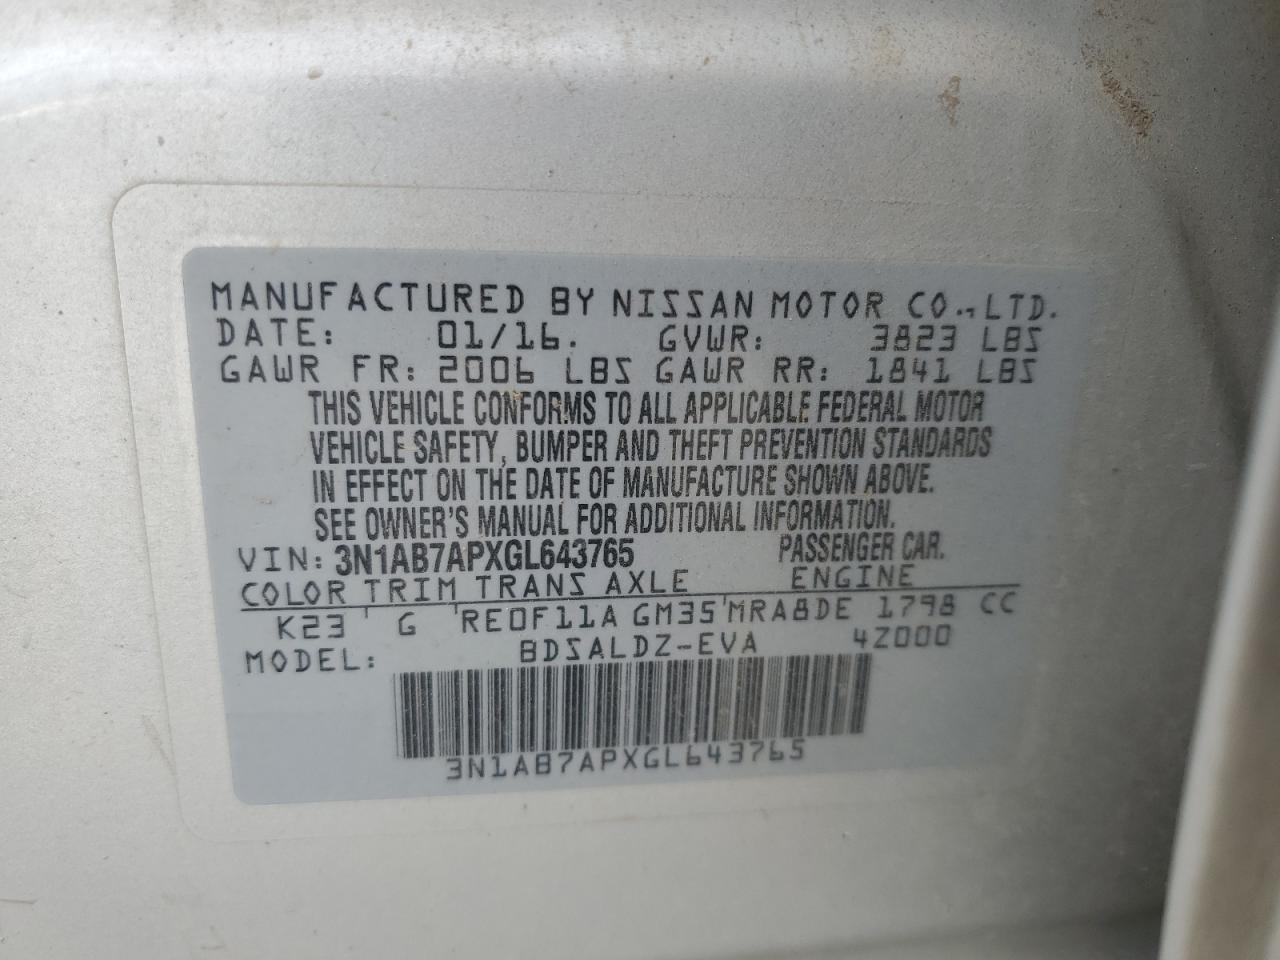 MANUFACTURED BY NISSAN MOTOR CO., LTD.
DATE: 01/16. GVWR: 3823 LBS
GAWR FR: 2006 LBS GAWR RR: 1841 LBS
THIS VEHICLE CONFORMS TO ALL APPLICABLE FEDERAL MOTOR
VEHICLE SAFETY, BUMPER AND THEFT PREVENTION STANDARDS
IN EFFECT ON THE DATE OF MANUFACTURE SHOWN ABOVE.
SEE OWNER'S MANUAL FOR ADDITIONAL INFORMATION.
VIN: 3N1AB7APXGL643765 PASSENGER CAR.
COLOR TRIM TRANS AXLE ENGINE
K23 G RE0F11A GM35 MRA8DE 1798 CC
MODEL: BDSALDZ-EVA 4Z000
3N1AB7APXGL643765